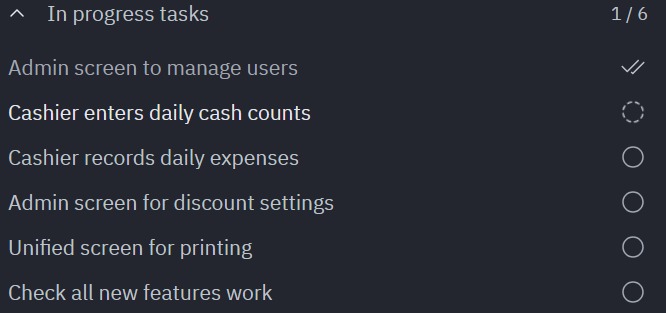 In progress tasks 1 / 6
Admin screen to manage users
Cashier enters daily cash counts
Cashier records daily expenses
Admin screen for discount settings
Unified screen for printing
Check all new features work